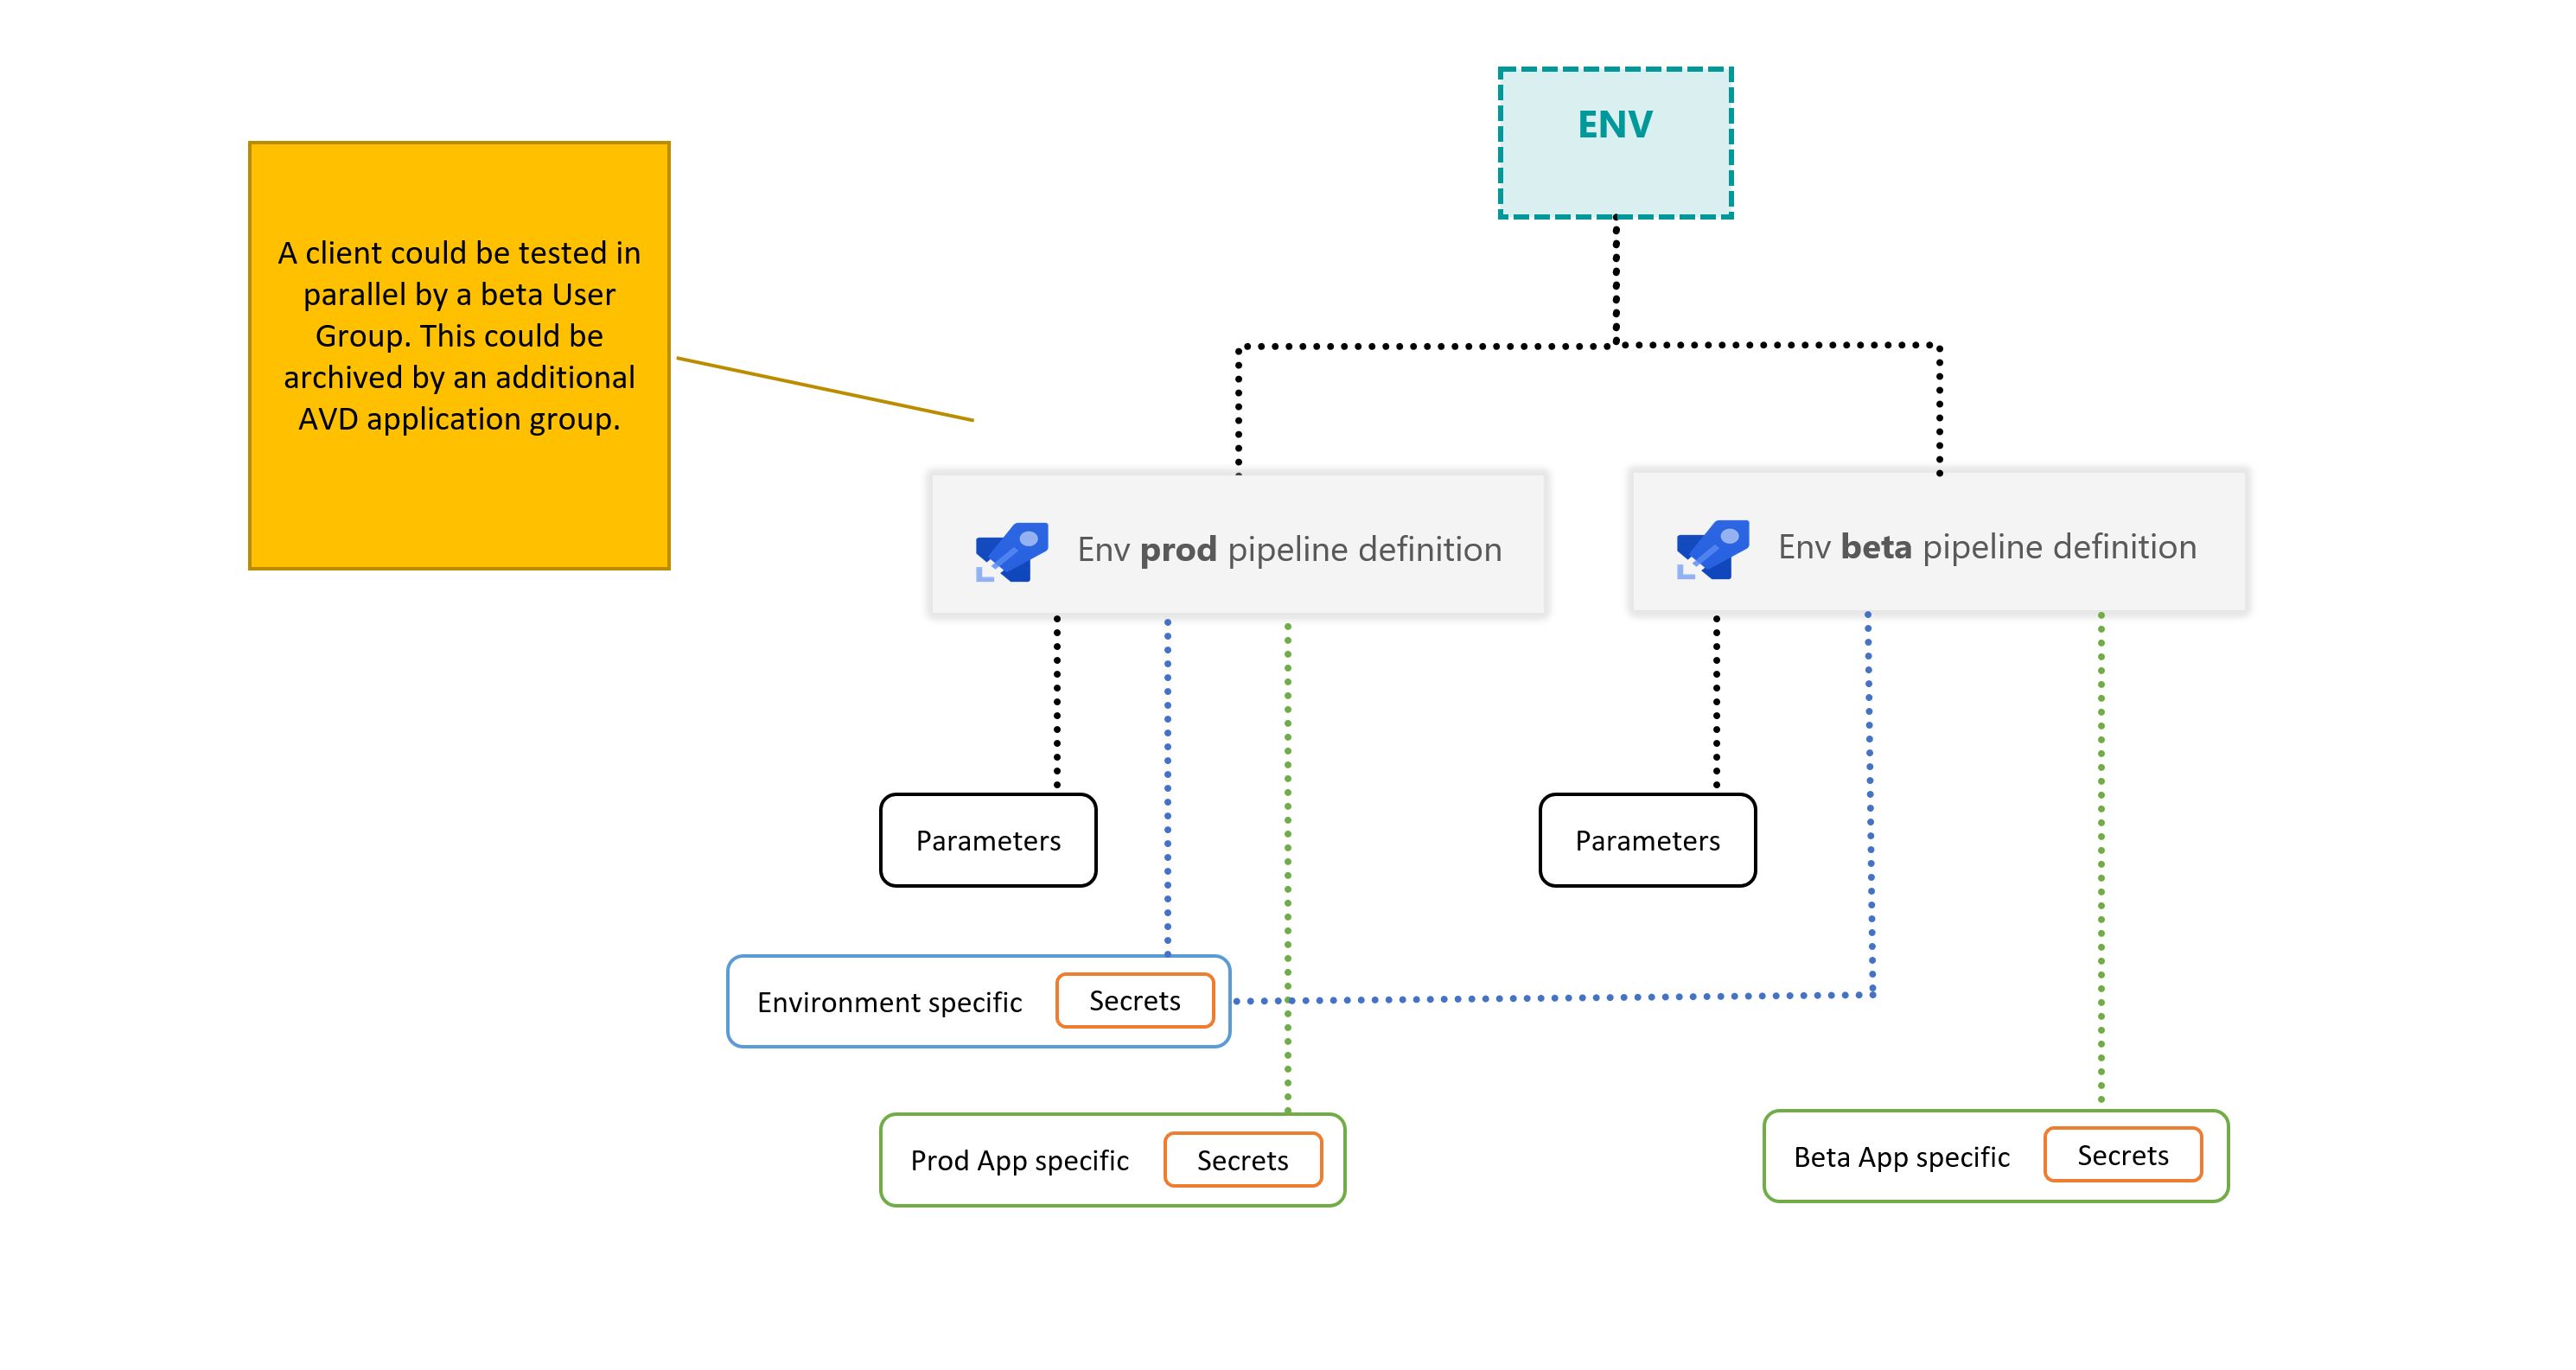 ENV
A client could be tested in
parallel by a beta User
Group. This could be
archived by an additional
AVD application group.
Env prod pipeline definition
Env beta pipeline definition
Parameters
Parameters
Environment specific
Secrets
Prod App specific
Secrets
Beta App specific
Secrets